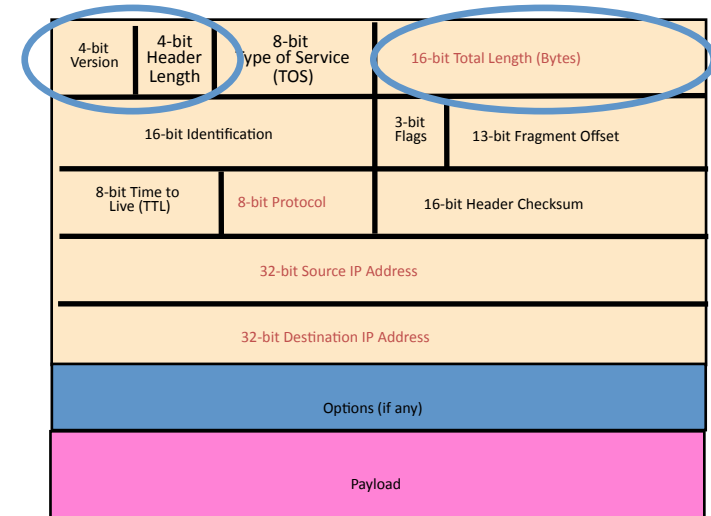 4-bit
Version
4-bit
Header
Length
8-bit
Type of Service
(TOS)
16-bit Total Length (Bytes)
16-bit Identification
3-bit
Flags
13-bit Fragment Offset
8-bit Time to
Live (TTL)
8-bit Protocol
16-bit Header Checksum
32-bit Source IP Address
32-bit Destination IP Address
Options (if any)
Payload